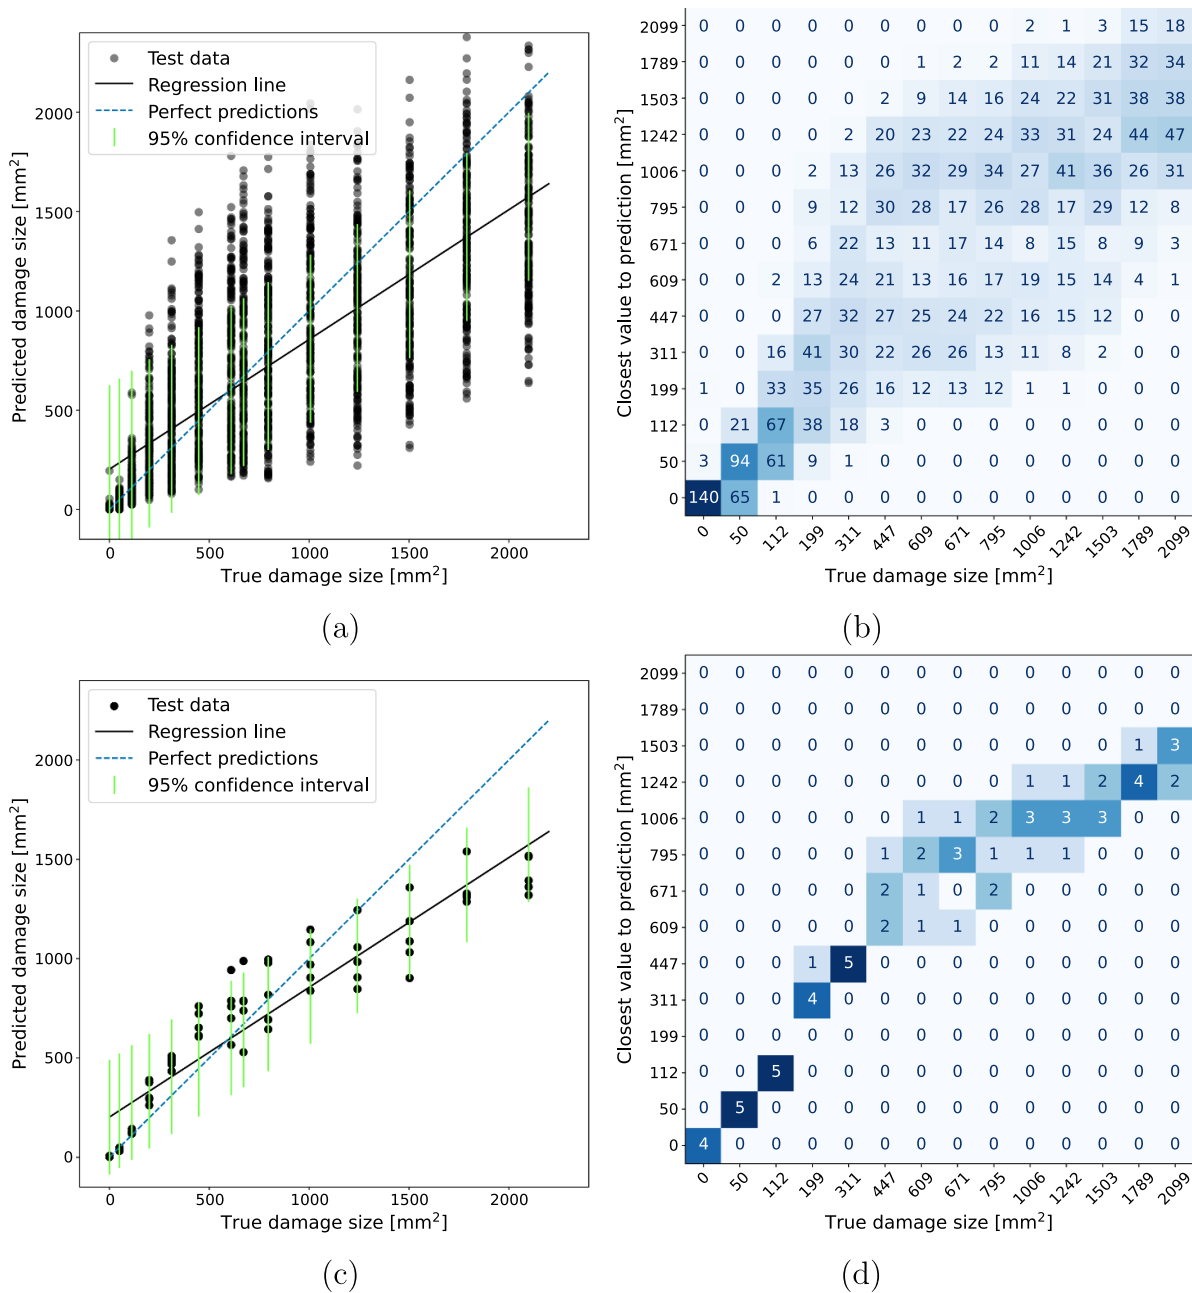 Test data
Regression line
Perfect predictions
95% confidence interval
2000
1500
1000
500
0
Predicted damage size [mm²]
0 500 1000 1500 2000
True damage size [mm²]
(a)
Closest value to prediction [mm²]
2099 0 0 0 0 0 0 0 0 0 2 1 3 15 18
1789 0 0 0 0 0 0 1 2 2 11 14 21 32 34
1503 0 0 0 0 0 2 9 14 16 24 22 31 38 38
1242 0 0 0 0 2 20 23 22 24 33 31 24 44 47
1006 0 0 0 2 13 26 32 29 34 27 41 36 26 31
795 0 0 0 9 12 30 28 17 26 28 17 29 12 8
671 0 0 0 6 22 13 11 17 14 8 15 8 9 3
609 0 0 2 13 24 21 13 16 17 19 15 14 4 1
447 0 0 0 27 32 27 25 24 22 16 15 12 0 0
311 0 0 16 41 30 22 26 26 13 11 8 2 0 0
199 1 0 33 35 26 16 12 13 12 1 1 0 0 0
112 0 21 67 38 18 3 0 0 0 0 0 0 0 0
50 3 94 61 9 1 0 0 0 0 0 0 0 0 0
0 140 65 1 0 0 0 0 0 0 0 0 0 0 0
0 50 112 199 311 447 609 671 795 1006 1242 1503 1789 2099
True damage size [mm²]
(b)
Test data
Regression line
Perfect predictions
95% confidence interval
2000
1500
1000
500
0
Predicted damage size [mm²]
0 500 1000 1500 2000
True damage size [mm²]
(c)
Closest value to prediction [mm²]
2099 0 0 0 0 0 0 0 0 0 0 0 0 0 0
1789 0 0 0 0 0 0 0 0 0 0 0 0 0 0
1503 0 0 0 0 0 0 0 0 0 0 0 0 1 3
1242 0 0 0 0 0 0 0 0 0 1 1 2 4 2
1006 0 0 0 0 0 0 1 1 2 3 3 3 0 0
795 0 0 0 0 0 1 2 3 1 1 1 0 0 0
671 0 0 0 0 0 2 1 0 2 0 0 0 0 0
609 0 0 0 0 0 2 1 1 0 0 0 0 0 0
447 0 0 0 1 5 0 0 0 0 0 0 0 0 0
311 0 0 0 4 0 0 0 0 0 0 0 0 0 0
199 0 0 0 0 0 0 0 0 0 0 0 0 0 0
112 0 0 5 0 0 0 0 0 0 0 0 0 0 0
50 0 5 0 0 0 0 0 0 0 0 0 0 0 0
0 4 0 0 0 0 0 0 0 0 0 0 0 0 0
0 50 112 199 311 447 609 671 795 1006 1242 1503 1789 2099
True damage size [mm²]
(d)